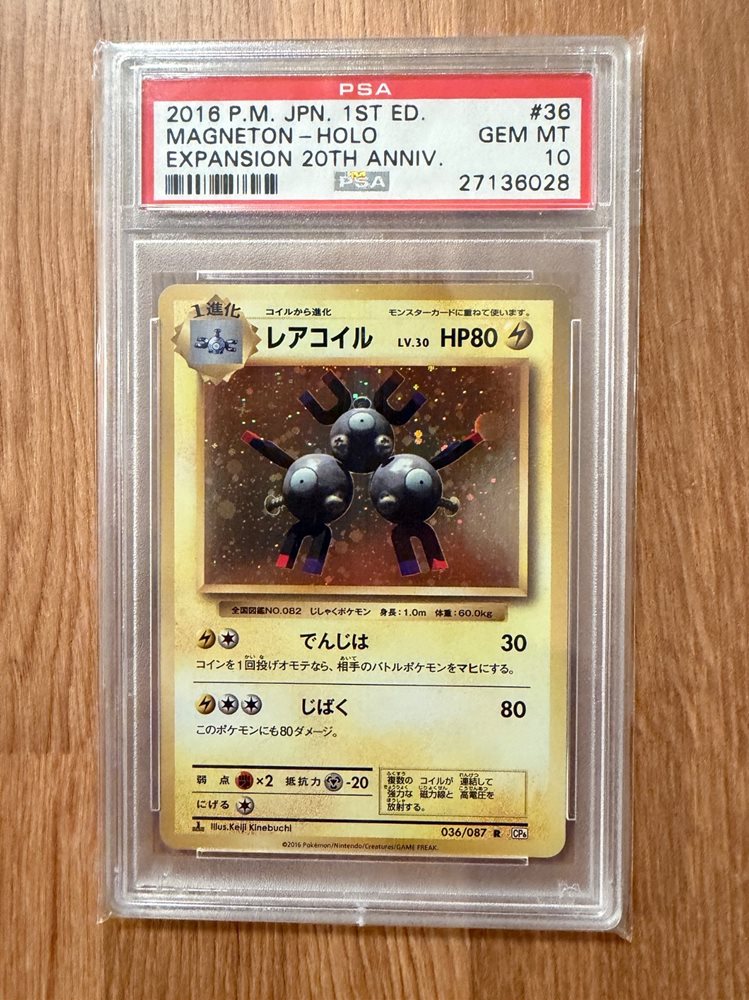 PSA
2016 P.M. JPN. 1ST ED. #36
MAGNETON-HOLO GEM MT
EXPANSION 20TH ANNIV. 10
PSA 27136028
1進化 コイルから進化 モンスターカードに重ねて使います。
レアコイル LV.30 HP80
全国図鑑NO.082 じしゃくポケモン 身長:1.0m 体重:60.0kg
でんじは 30
コインを1回投げオモテなら、相手のバトルポケモンをマヒにする。
じばく 80
このポケモンにも80ダメージ。
弱点 ×2 抵抗力 -20
にげる
複数の コイルが 連結して
強力な 磁力線と 高電圧を
放射する。
Illus.Keiji Kinebuchi 036/087 R CP6
©2016 Pokémon/Nintendo/Creatures/GAME FREAK.